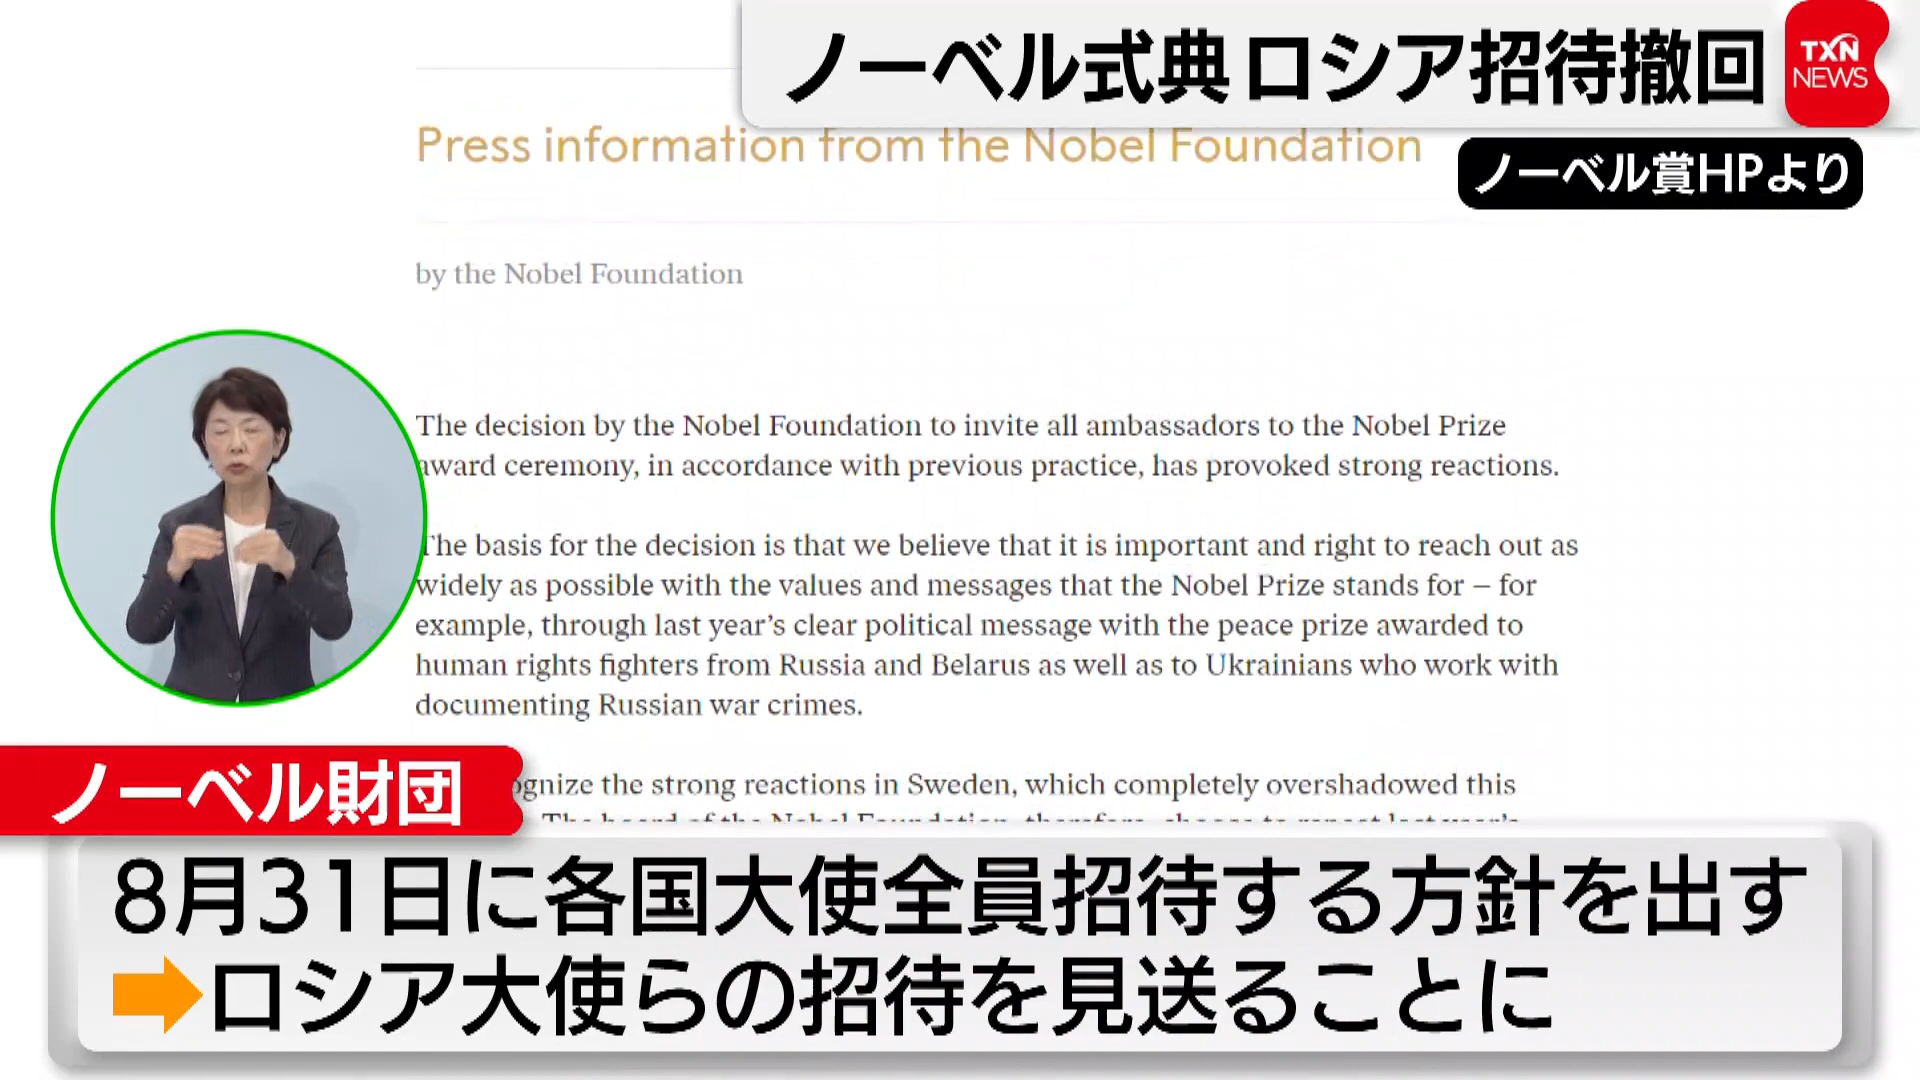 ノーベル式典 ロシア招待撤回
TXN
NEWS
Press information from the Nobel Foundation
ノーベル賞HPより
by the Nobel Foundation
The decision by the Nobel Foundation to invite all ambassadors to the Nobel Prize
award ceremony, in accordance with previous practice, has provoked strong reactions.
The basis for the decision is that we believe that it is important and right to reach out as
widely as possible with the values and messages that the Nobel Prize stands for – for
example, through last year’s clear political message with the peace prize awarded to
human rights fighters from Russia and Belarus as well as to Ukrainians who work with
documenting Russian war crimes.
the strong reactions in Sweden, which completely overshadowed this
ノーベル財団
8月31日に各国大使全員招待する方針を出す
➡ロシア大使らの招待を見送ることに